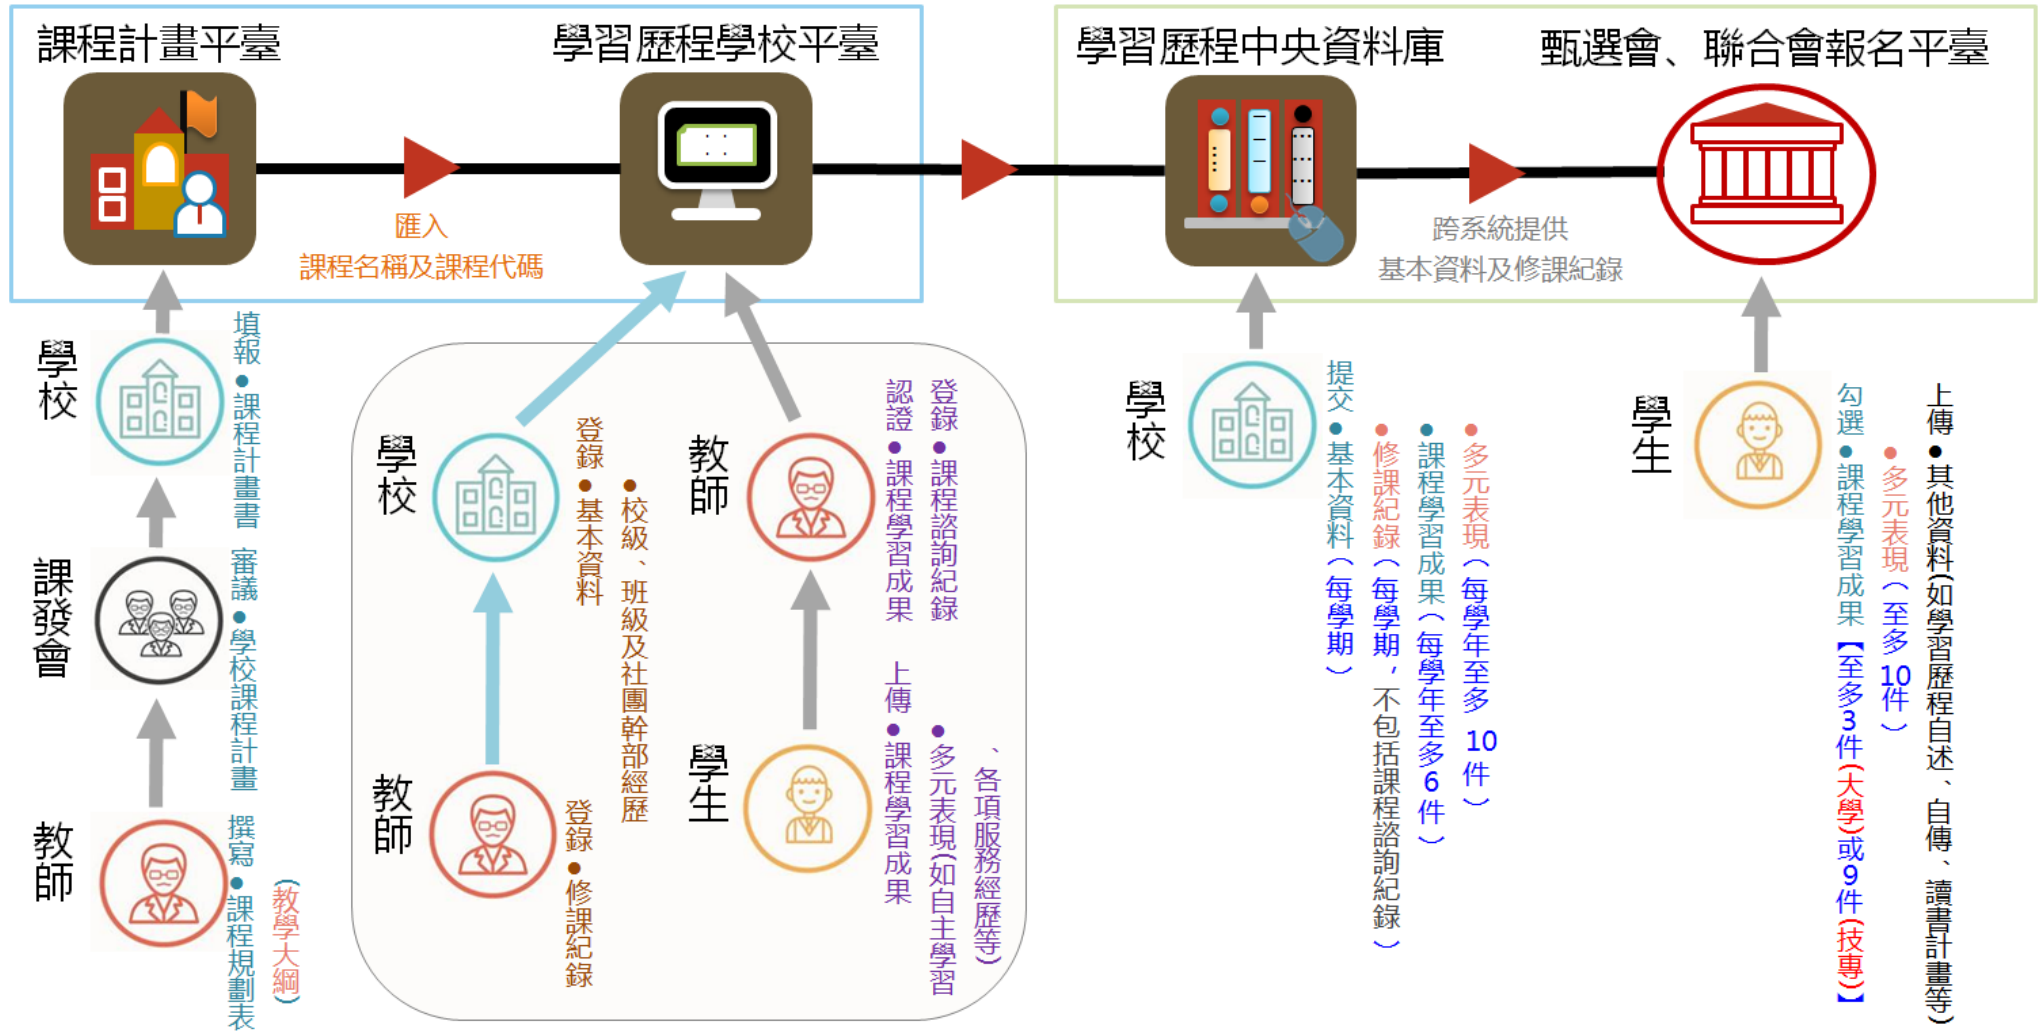 課程計畫平臺
學習歷程學校平臺
學習歷程中央資料庫
甄選會、聯合會報名平臺
匯入
課程名稱及課程代碼
跨系統提供
基本資料及修課紀錄
學校
填報●課程計畫書
課發會
審議●學校課程計畫
教師
撰寫●課程規劃表
(教學大綱)
學校
登錄●基本資料
●校級、班級及社團幹部經歷
教師
登錄●修課紀錄
教師
認證●課程學習成果
登錄●課程諮詢紀錄
學生
上傳●課程學習成果
●多元表現(如自主學習
、各項服務經歷等)
學校
提交●基本資料(每學期)
●修課紀錄(每學期，不包括課程諮詢紀錄)
●課程學習成果(每學年至多6件)
●多元表現(每學年至多10件)
學生
勾選●課程學習成果【至多3件(大學)或9件(技專)】
●多元表現(至多10件)
上傳●其他資料(如學習歷程自述、自傳、讀書計畫等)